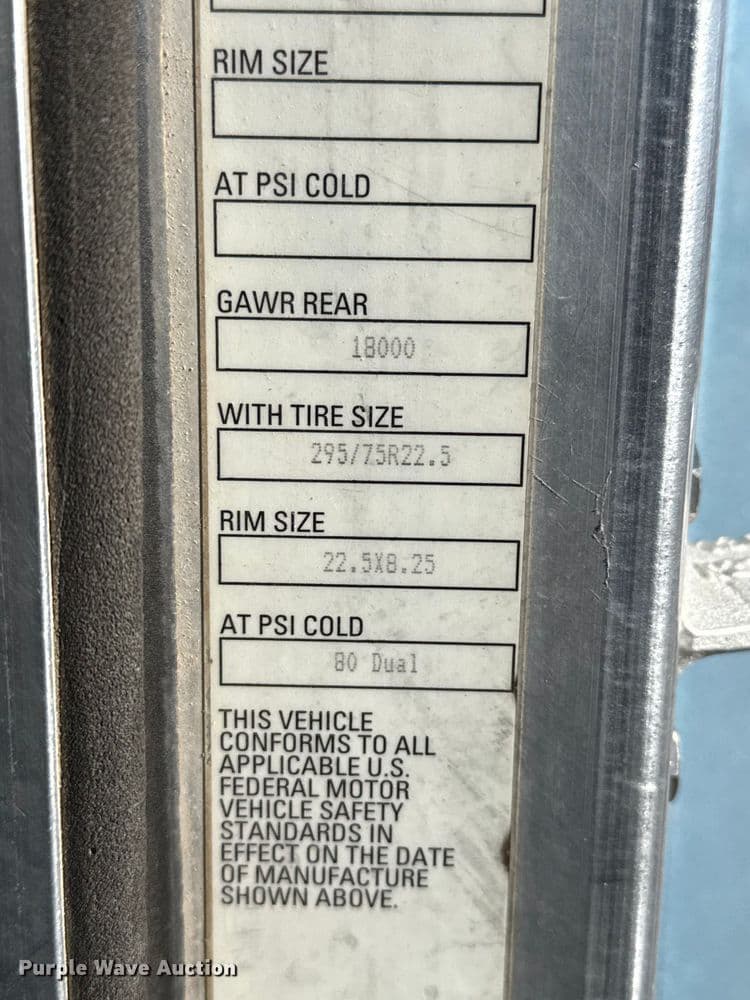 RIM SIZE
AT PSI COLD
GAWR REAR
18000
WITH TIRE SIZE
295/75R22.5
RIM SIZE
22.5X8.25
AT PSI COLD
80 Dual
THIS VEHICLE
CONFORMS TO ALL
APPLICABLE U.S.
FEDERAL MOTOR
VEHICLE SAFETY
STANDARDS IN
EFFECT ON THE DATE
OF MANUFACTURE
SHOWN ABOVE.
Purple Wave Auction